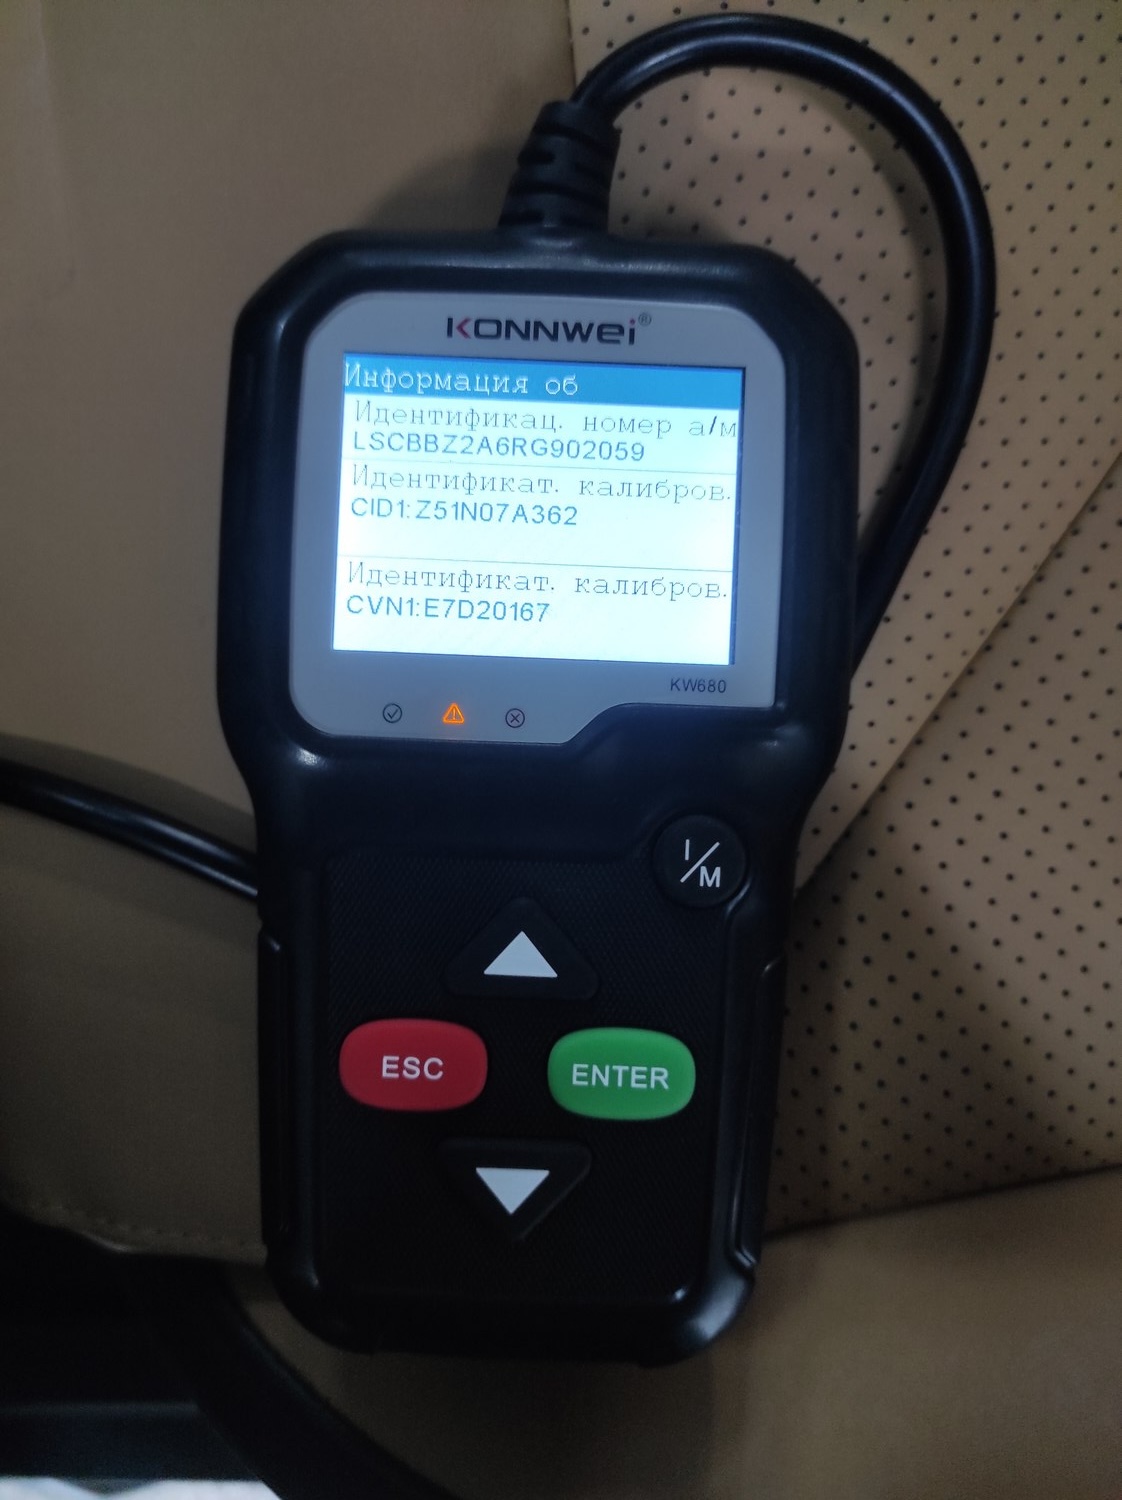 KONNWEI®
Информация об
Идентификац. номер а/м
LSCBBZ2A6RG902059
Идентификат. калибров.
CID1:Z51N07A362
Идентификат. калибров.
CVN1:E7D20167
KW680
I/M
ESC
ENTER